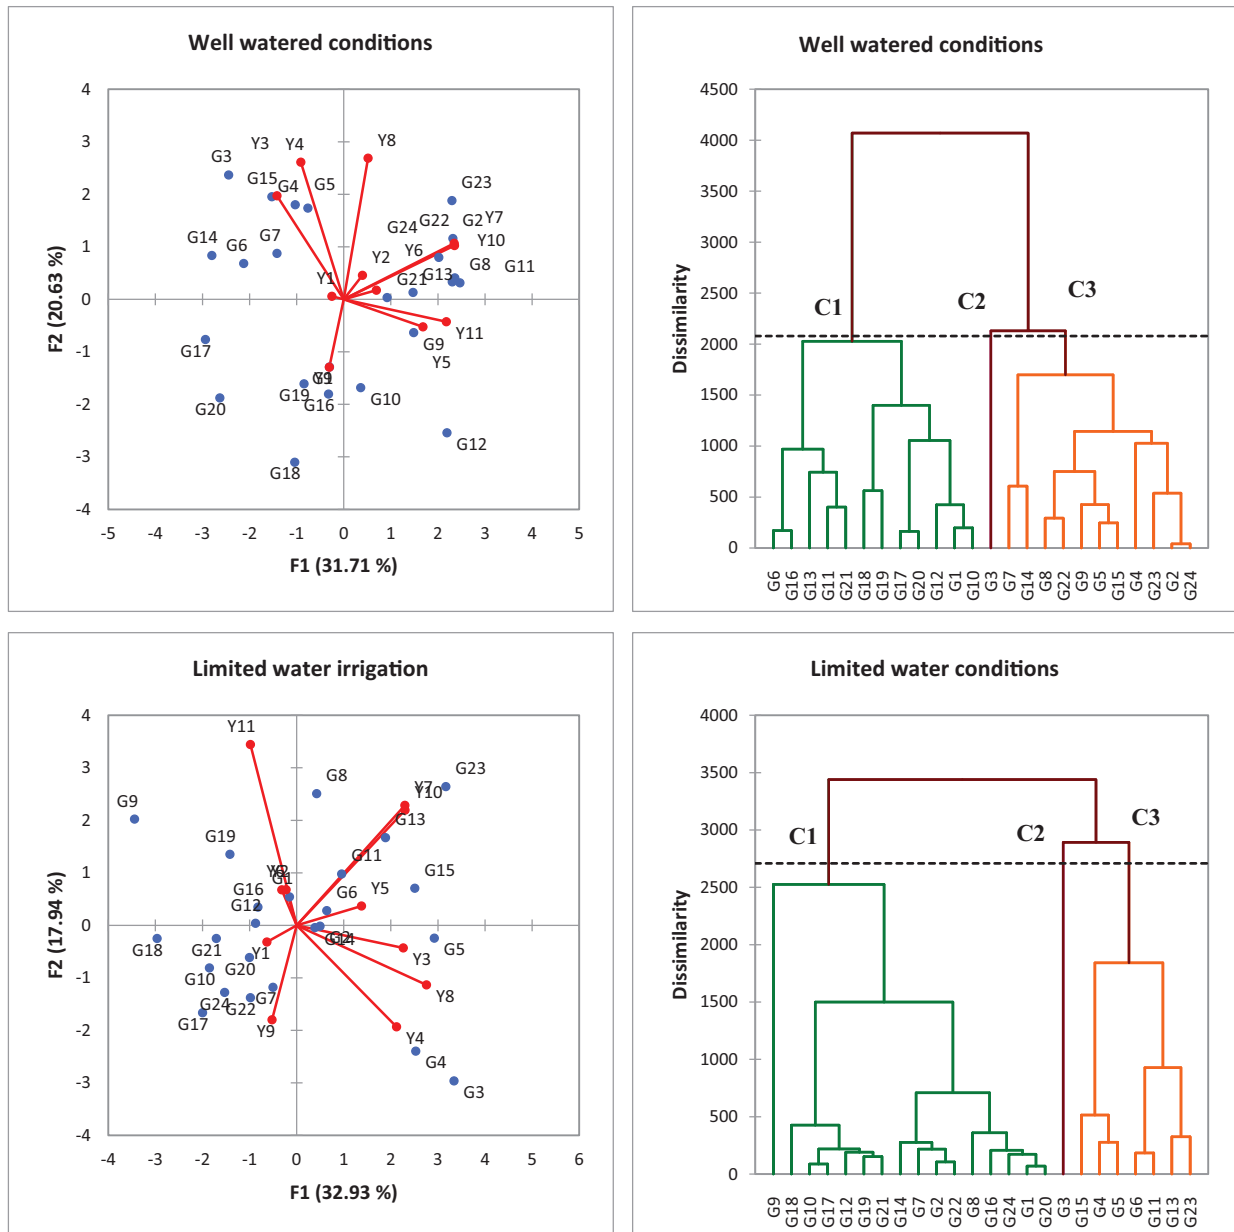 Well watered conditions
4
3
2
1
0
-1
-2
-3
-4
-5 -4 -3 -2 -1 0 1 2 3 4 5
F2 (20.63 %)
F1 (31.71 %)
Y3 Y4 Y8
G3
G15 G4 G5
G23
G24 G22 G2 Y7
G14 G6 G7
Y6 Y10
Y2 G8 G11
Y1 G21 G13
Y11
G9
Y5
G17
G1 Y9
G19 G16 G10
G20
G12
G18
Well watered conditions
4500
4000
3500
3000
2500
2000
1500
1000
500
0
Dissimilarity
C1 C2 C3
G6 G16 G13 G11 G21 G18 G19 G17 G20 G12 G1 G10 G3 G7 G14 G8 G22 G9 G5 G15 G4 G23 G2 G24
Limited water irrigation
4
3
2
1
0
-1
-2
-3
-4
-4 -3 -2 -1 0 1 2 3 4 5 6
F2 (17.94 %)
F1 (32.93 %)
Y11
G8 G23
Y7
Y10
G9
G13
G19
G11
Y6 Y2 G15
G16 G1 G6 Y5
G12
G2 G14
G18 G21 Y1 G5
Y3
G10 G20
Y8
G24 G22 G7
G17 Y9
Y4
G4
G3
Limited water conditions
4000
3500
3000
2500
2000
1500
1000
500
0
Dissimilarity
C1 C2 C3
G9 G18 G10 G17 G12 G19 G21 G14 G7 G2 G22 G8 G16 G24 G1 G20 G3 G15 G4 G5 G6 G11 G13 G23